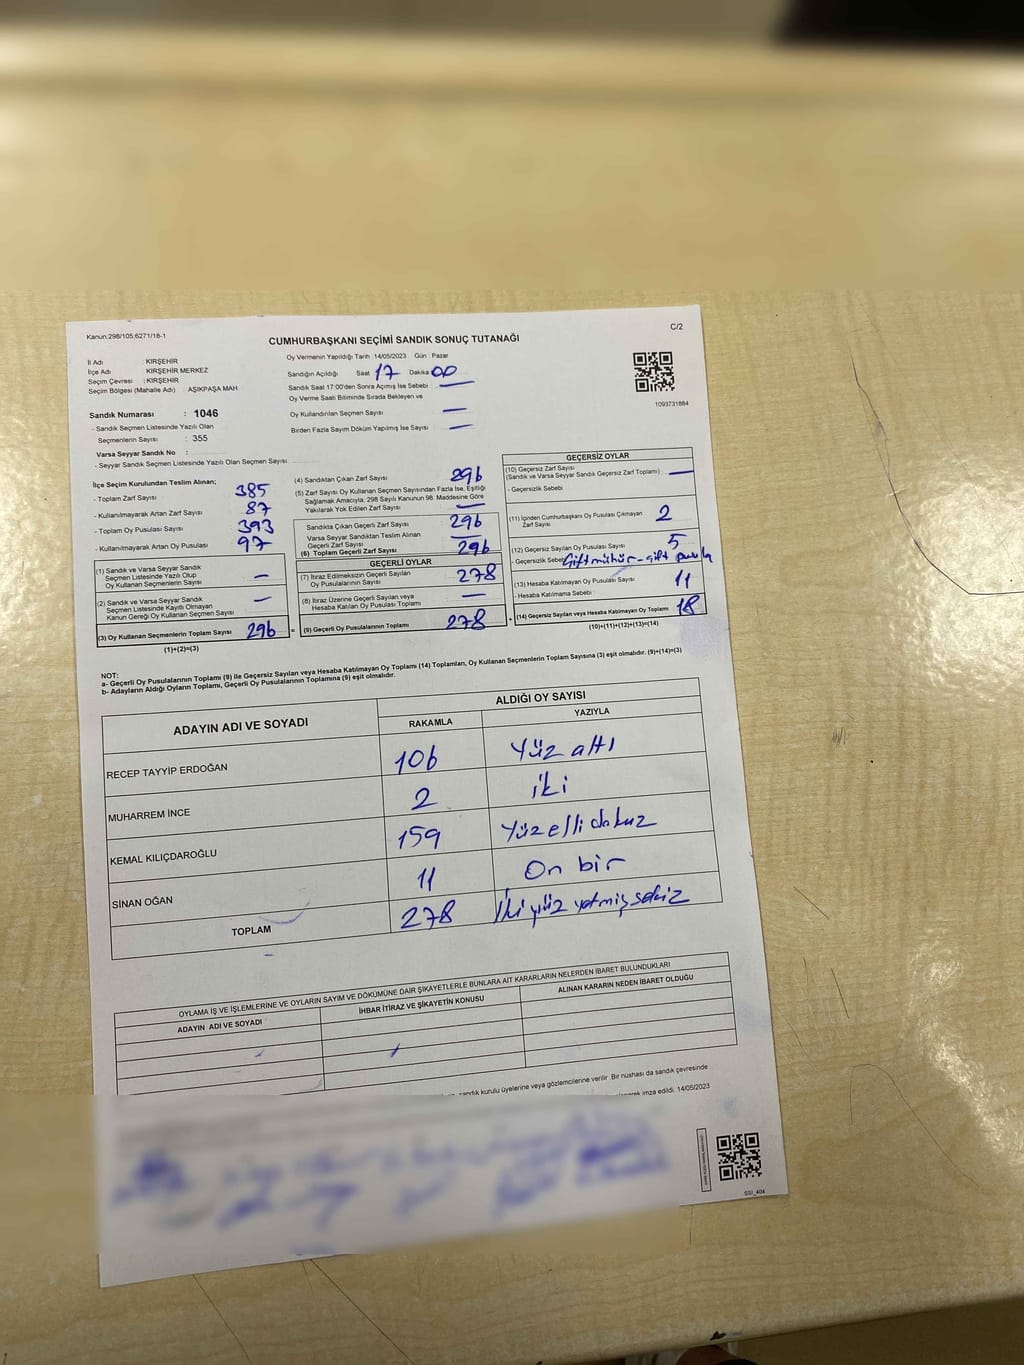 Kanun:298/105;6271/18-1
C/2
CUMHURBAŞKANI SEÇİMİ SANDIK SONUÇ TUTANAĞI
İl Adı : KIRŞEHİR
İlçe Adı : KIRŞEHİR MERKEZ
Seçim Çevresi : KIRŞEHİR
Seçim Bölgesi (Mahalle Adı) AŞIKPAŞA MAH.
Sandık Numarası : 1046
- Sandık Seçmen Listesinde Yazılı Olan
Seçmenlerin Sayısı : 355
Varsa Seyyar Sandık No :
- Seyyar Sandık Seçmen Listesinde Yazılı Olan Seçmen Sayısı
Oy Vermenin Yapıldığı Tarih 14/05/2023 Gün : Pazar
Sandığın Açıldığı Saat 17 Dakika 00
Sandık Saat 17:00'den Sonra Açımış İse Sebebi —
Oy Verme Saati Bitiminde Sırada Bekleyen ve
Oy Kullandırılan Seçmen Sayısı —
Birden Fazla Sayım Döküm Yapılmış İse Sayısı —
1093731884
İlçe Seçim Kurulundan Teslim Alınan;
- Toplam Zarf Sayısı 385
- Kullanılmayarak Artan Zarf Sayısı 87
- Toplam Oy Pusulası Sayısı 393
- Kullanılmayarak Artan Oy Pusulası 97
(1) Sandık ve Varsa Seyyar Sandık
Seçmen Listesinde Yazılı Olup
Oy Kullanan Seçmenlerin Sayısı —
(2) Sandık ve Varsa Seyyar Sandık
Seçmen Listesinde Kayıtlı Olmayan
Kanun Gereği Oy Kullanan Seçmen Sayısı —
(3) Oy Kullanan Seçmenlerin Toplam Sayısı 296 =
(1)+(2)=(3)
(4) Sandıktan Çıkan Zarf Sayısı 296
(5) Zarf Sayısı Oy Kullanan Seçmen Sayısından Fazla İse, Eşitliği
Sağlamak Amacıyla, 298 Sayılı Kanunun 98. Maddesine Göre
Yakılarak Yok Edilen Zarf Sayısı —
Sandıkta Çıkan Geçerli Zarf Sayısı 296
Varsa Seyyar Sandıktan Teslim Alınan
Geçerli Zarf Sayısı —
(6) Toplam Geçerli Zarf Sayısı 296
GEÇERLİ OYLAR
(7) İtiraz Edilmeksizin Geçerli Sayılan
Oy Pusulalarının Sayısı 278
(8) İtiraz Üzerine Geçerli Sayılan veya
Hesaba Katılan Oy Pusulası Toplamı —
(9) Geçerli Oy Pusulalarının Toplamı 278 +
GEÇERSİZ OYLAR
(10) Geçersiz Zarf Sayısı
(Sandık ve Varsa Seyyar Sandık Geçersiz Zarf Toplamı) —
- Geçersizlik Sebebi
(11) İçinden Cumhurbaşkanı Oy Pusulası Çıkmayan
Zarf Sayısı 2
(12) Geçersiz Sayılan Oy Pusulası Sayısı 5
- Geçersizlik Sebebi Çift mühür - çift pusula
(13) Hesaba Katılmayan Oy Pusulası Sayısı 11
- Hesaba Katılmama Sebebi :
(14) Geçersiz Sayılan veya Hesaba Katılmayan Oy Toplamı 18
(10)+(11)+(12)+(13)=(14)
NOT:
a- Geçerli Oy Pusulalarının Toplamı (9) ile Geçersiz Sayılan veya Hesaba Katılmayan Oy Toplamı (14) Toplamları, Oy Kullanan Seçmenlerin Toplam Sayısına (3) eşit olmalıdır. (9)+(14)=(3)
b- Adayların Aldığı Oyların Toplamı, Geçerli Oy Pusulalarının Toplamına (9) eşit olmalıdır.
ADAYIN ADI VE SOYADI
ALDIĞI OY SAYISI
RAKAMLA YAZIYLA
RECEP TAYYİP ERDOĞAN 106 Yüz altı
MUHARREM İNCE 2 iki
KEMAL KILIÇDAROĞLU 159 Yüz elli dokuz
SİNAN OĞAN 11 On bir
TOPLAM 278 İki yüz yetmiş sekiz
OYLAMA İŞ VE İŞLEMLERİNE VE OYLARIN SAYIM VE DÖKÜMÜNE DAİR ŞİKAYETLERLE BUNLARA AİT KARARLARIN NELERDEN İBARET BULUNDUKLARI
ADAYIN ADI VE SOYADI İHBAR İTİRAZ VE ŞİKAYETİN KONUSU ALINAN KARARIN NEDEN İBARET OLDUĞU
sandık kurulu üyelerine veya gözlemcilerine verilir. Bir nüshası da sandık çevresinde
imza edildi. 14/05/2023
SSI_404